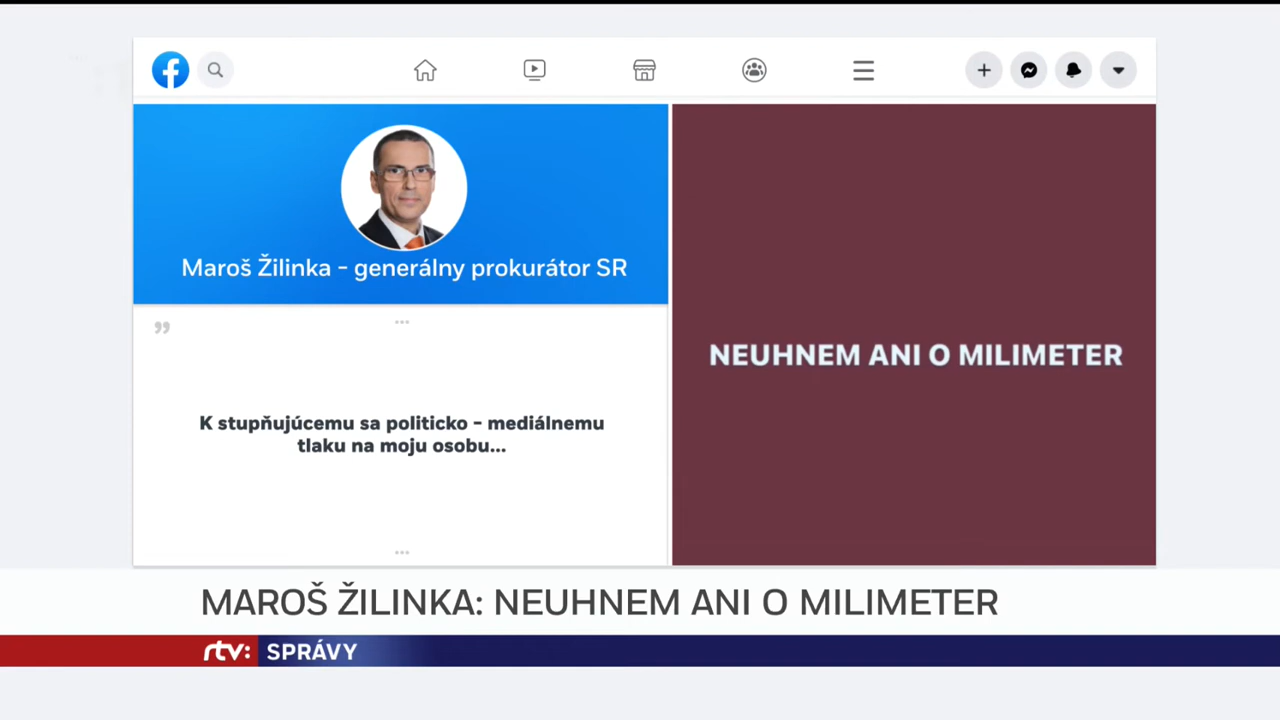 Maroš Žilinka - generálny prokurátor SR
K stupňujúcemu sa politicko - mediálnemu
tlaku na moju osobu...
NEUHNEM ANI O MILIMETER
MAROŠ ŽILINKA: NEUHNEM ANI O MILIMETER
rtv: SPRÁVY